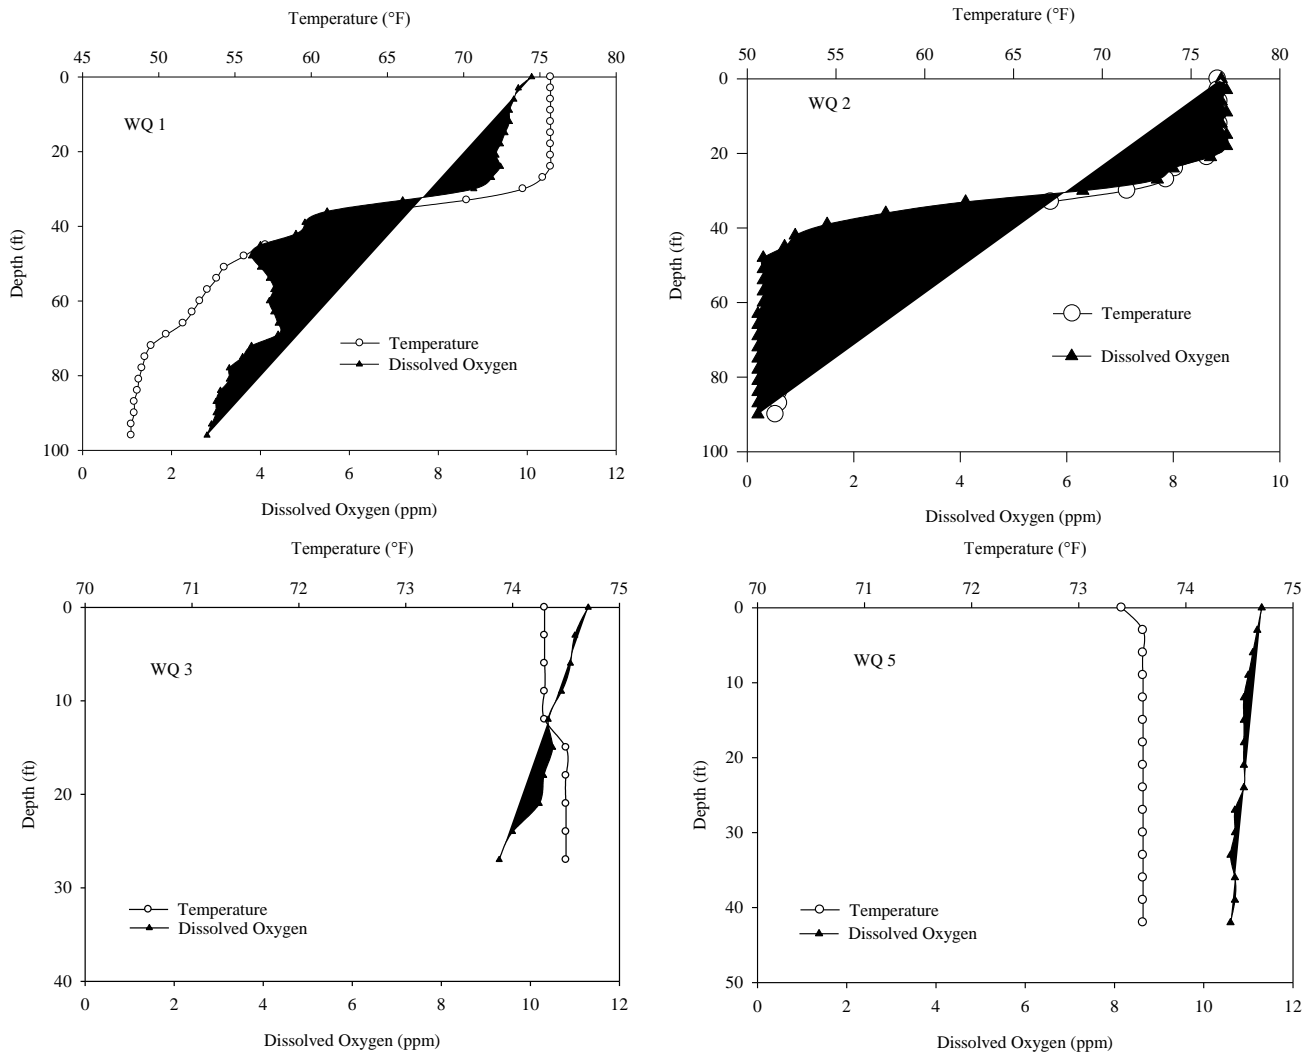 Temperature (°F)
45 50 55 60 65 70 75 80
0
20
40
60
80
100
Depth (ft)
WQ 1
Temperature
Dissolved Oxygen
0 2 4 6 8 10 12
Dissolved Oxygen (ppm)
Temperature (°F)
50 55 60 65 70 75 80
0
20
40
60
80
100
Depth (ft)
WQ 2
Temperature
Dissolved Oxygen
0 2 4 6 8 10
Dissolved Oxygen (ppm)
Temperature (°F)
70 71 72 73 74 75
0
10
20
30
40
Depth (ft)
WQ 3
Temperature
Dissolved Oxygen
0 2 4 6 8 10 12
Dissolved Oxygen (ppm)
Temperature (°F)
70 71 72 73 74 75
0
10
20
30
40
50
Depth (ft)
WQ 5
Temperature
Dissolved Oxygen
0 2 4 6 8 10 12
Dissolved Oxygen (ppm)